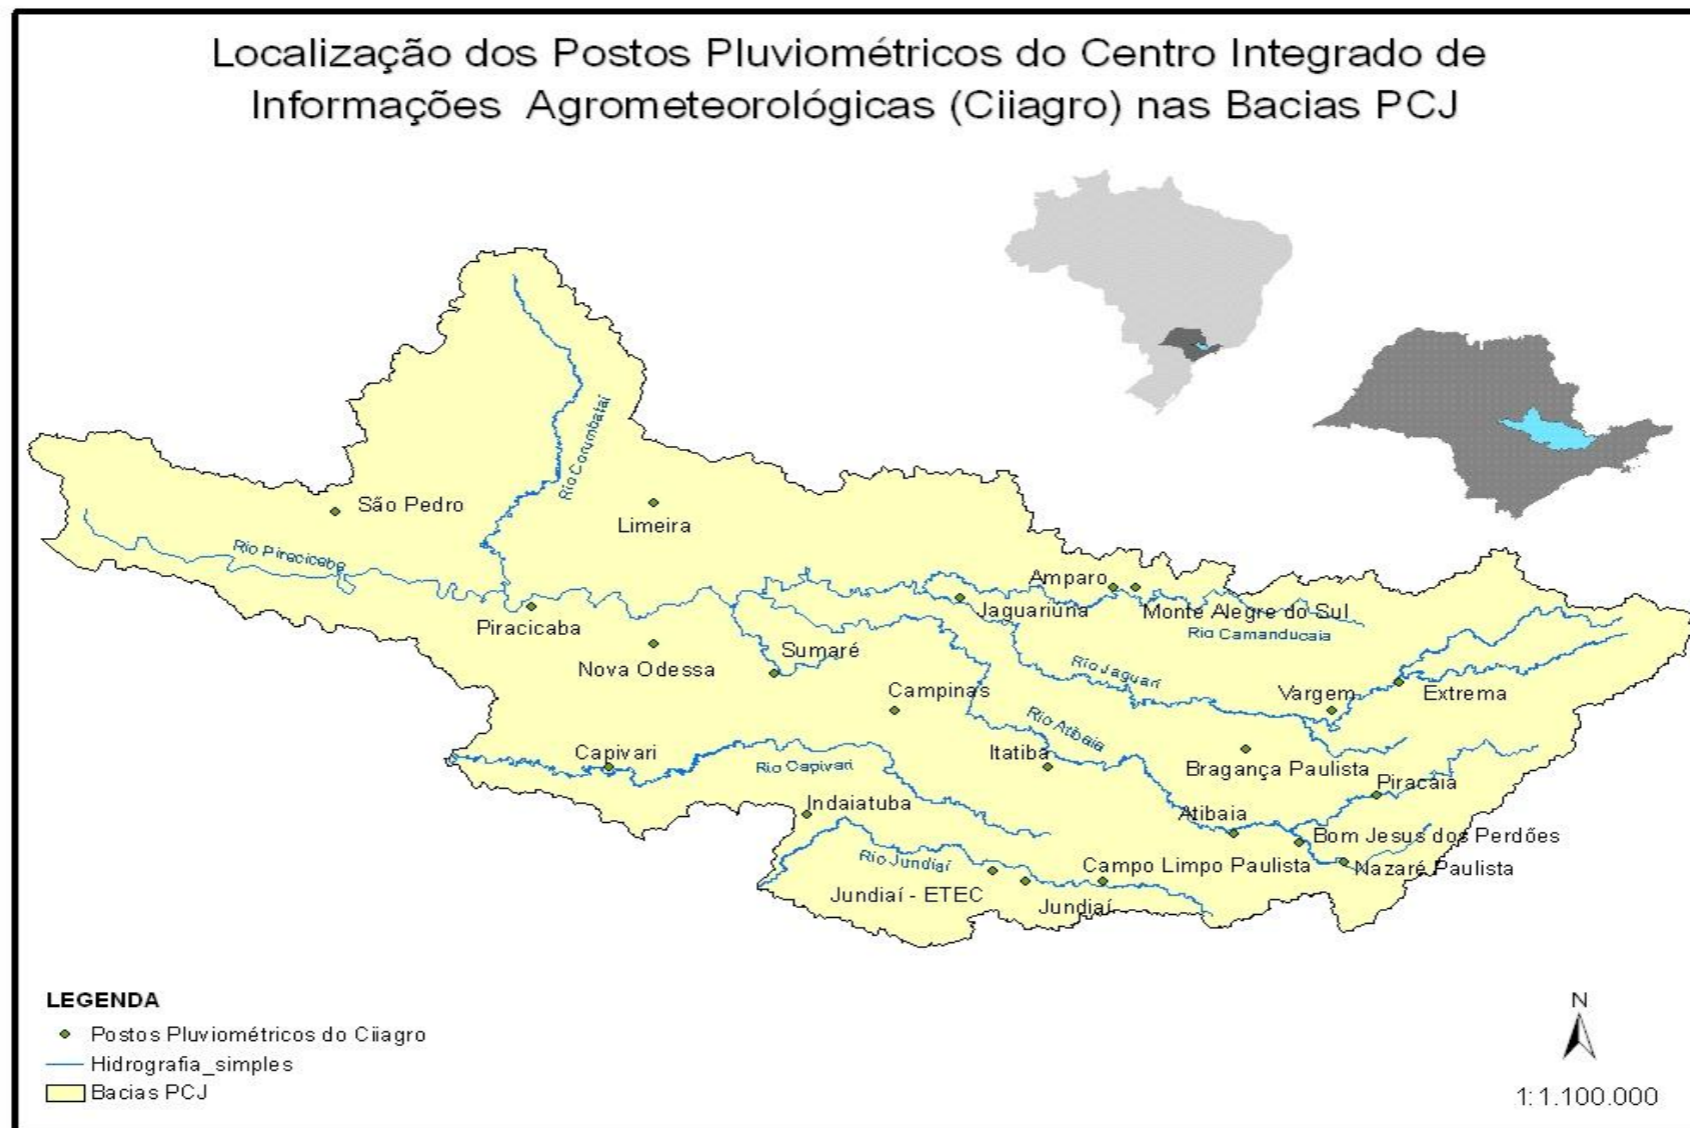 Localização dos Postos Pluviométricos do Centro Integrado de
Informações Agrometeorológicas (Ciiagro) nas Bacias PCJ
Rio Corumbataí
São Pedro
Limeira
Rio Piracicaba
Amparo
Jaguariuna
Monte Alegre do Sul
Piracicaba
Rio Camanducaia
Sumaré
Nova Odessa
Rio Jaguari
Campinas
Vargem
Extrema
Rio Atibaia
Capivari
Itatiba
Rio Capivari
Bragança Paulista
Piracaia
Indaiatuba
Atibaia
Bom Jesus dos Perdões
Rio Jundiaí
Campo Limpo Paulista
Nazaré Paulista
Jundiaí - ETEC
Jundiaí
LEGENDA
Postos Pluviométricos do Ciiagro
Hidrografia_simples
Bacias PCJ
N
1:1.100.000